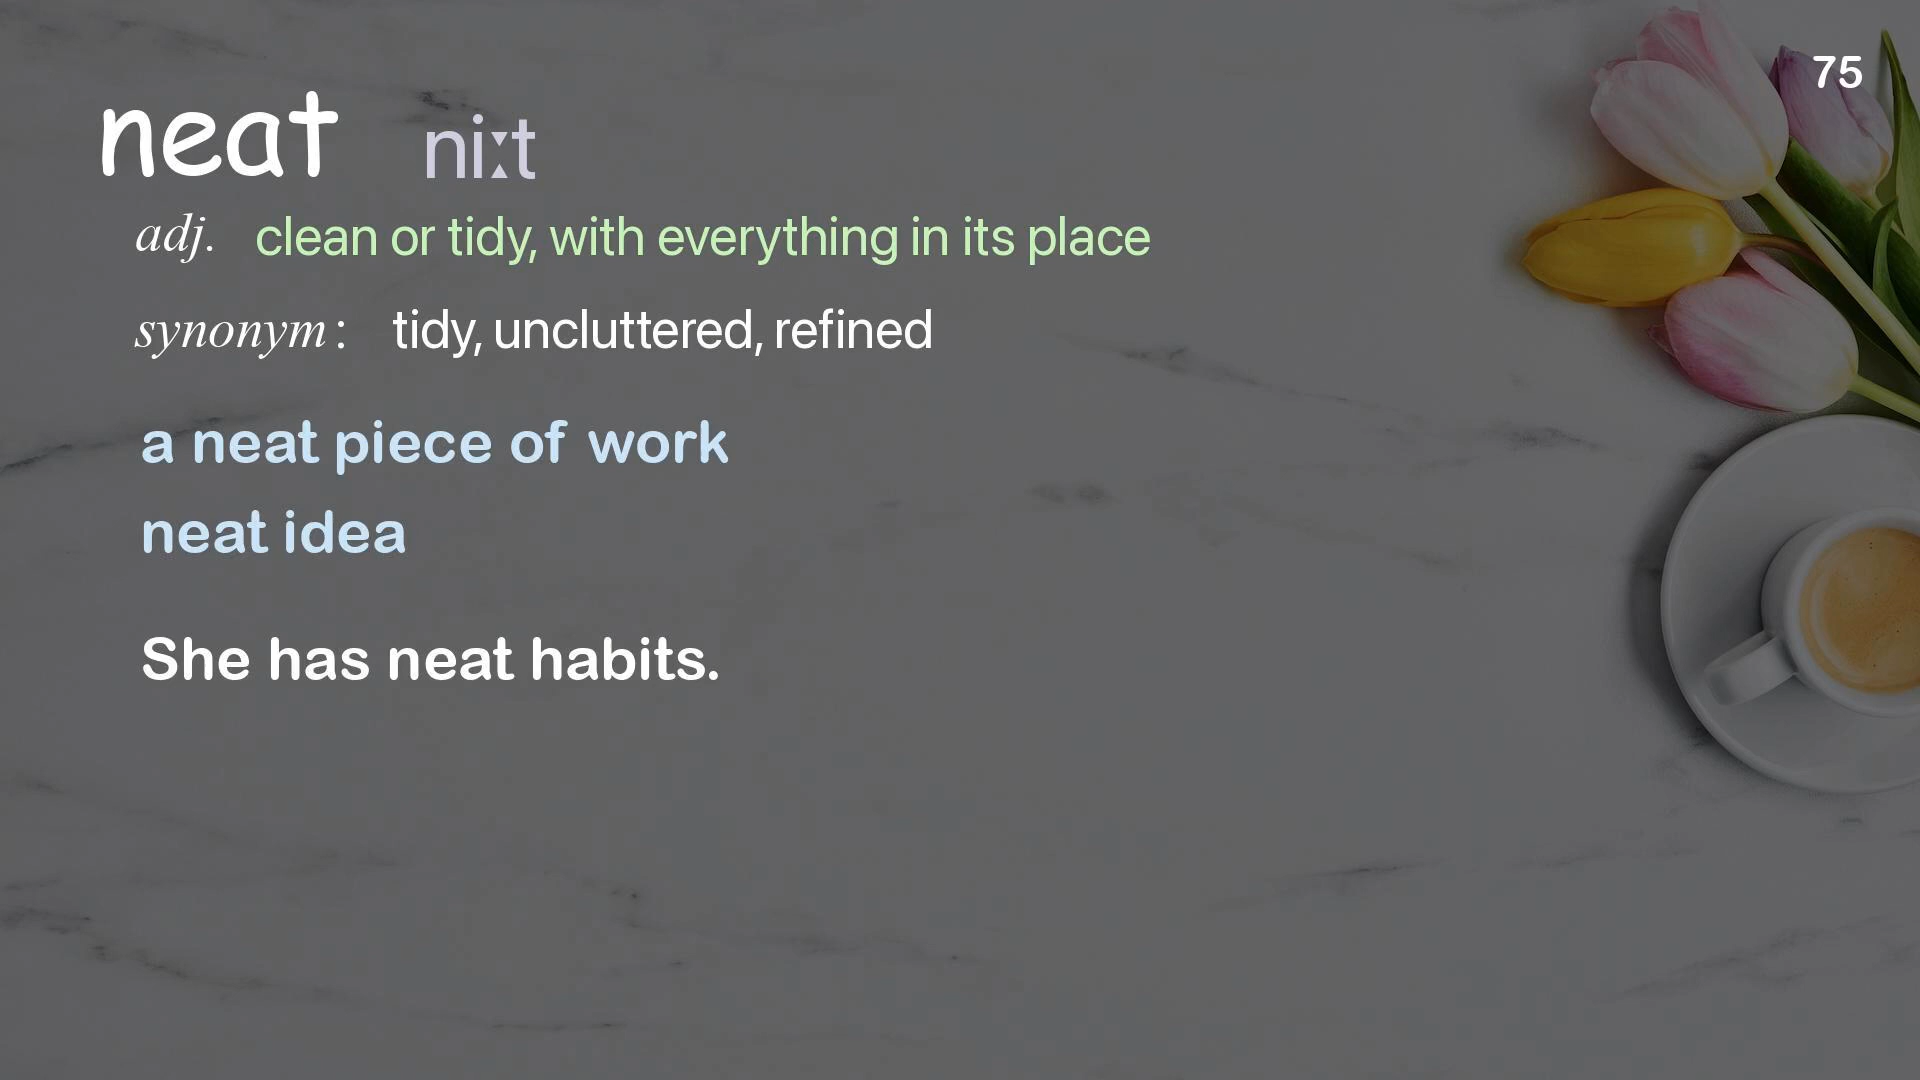 75
neat niːt
adj. clean or tidy, with everything in its place
synonym: tidy, uncluttered, refined
a neat piece of work
neat idea
She has neat habits.